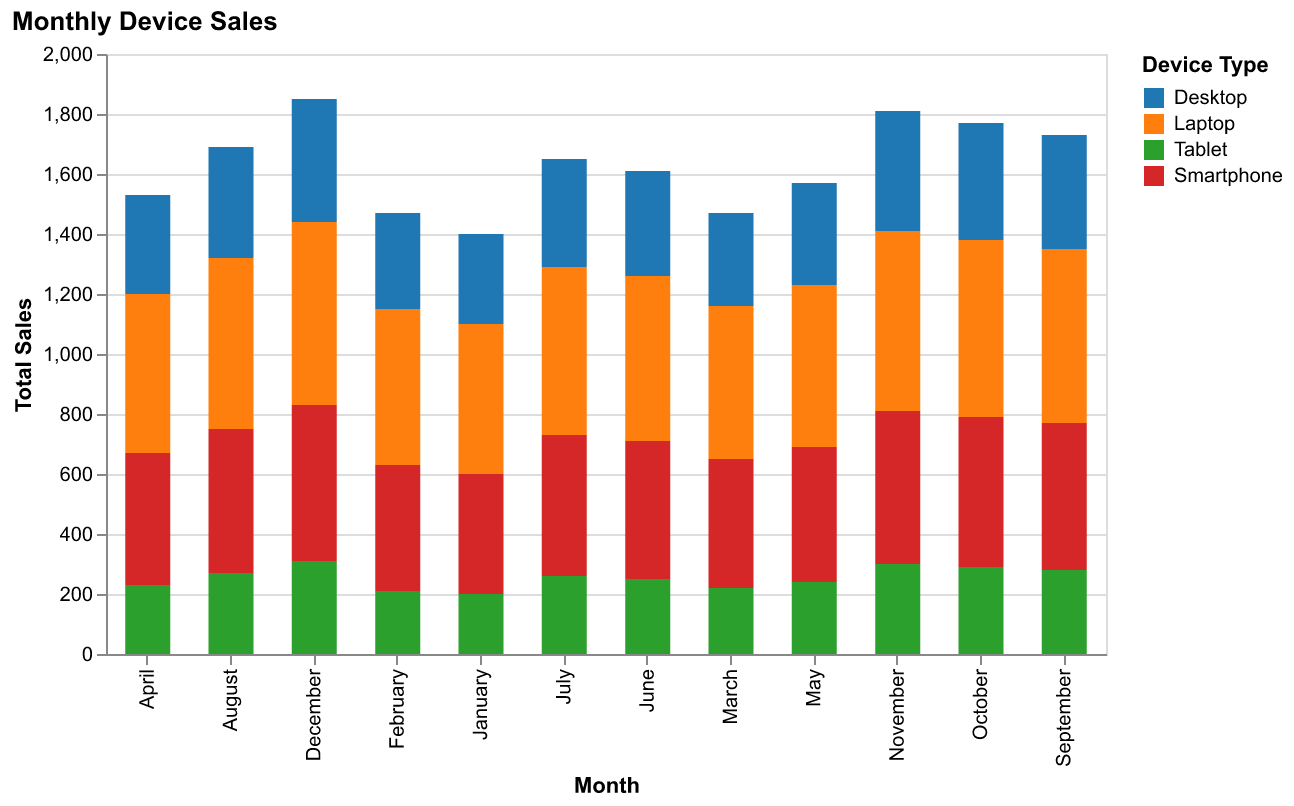 Monthly Device Sales
2,000
1,800
1,600
1,400
1,200
1,000
800
600
400
200
0
Total Sales
April
August
December
February
January
July
June
March
May
November
October
September
Month
Device Type
Desktop
Laptop
Tablet
Smartphone